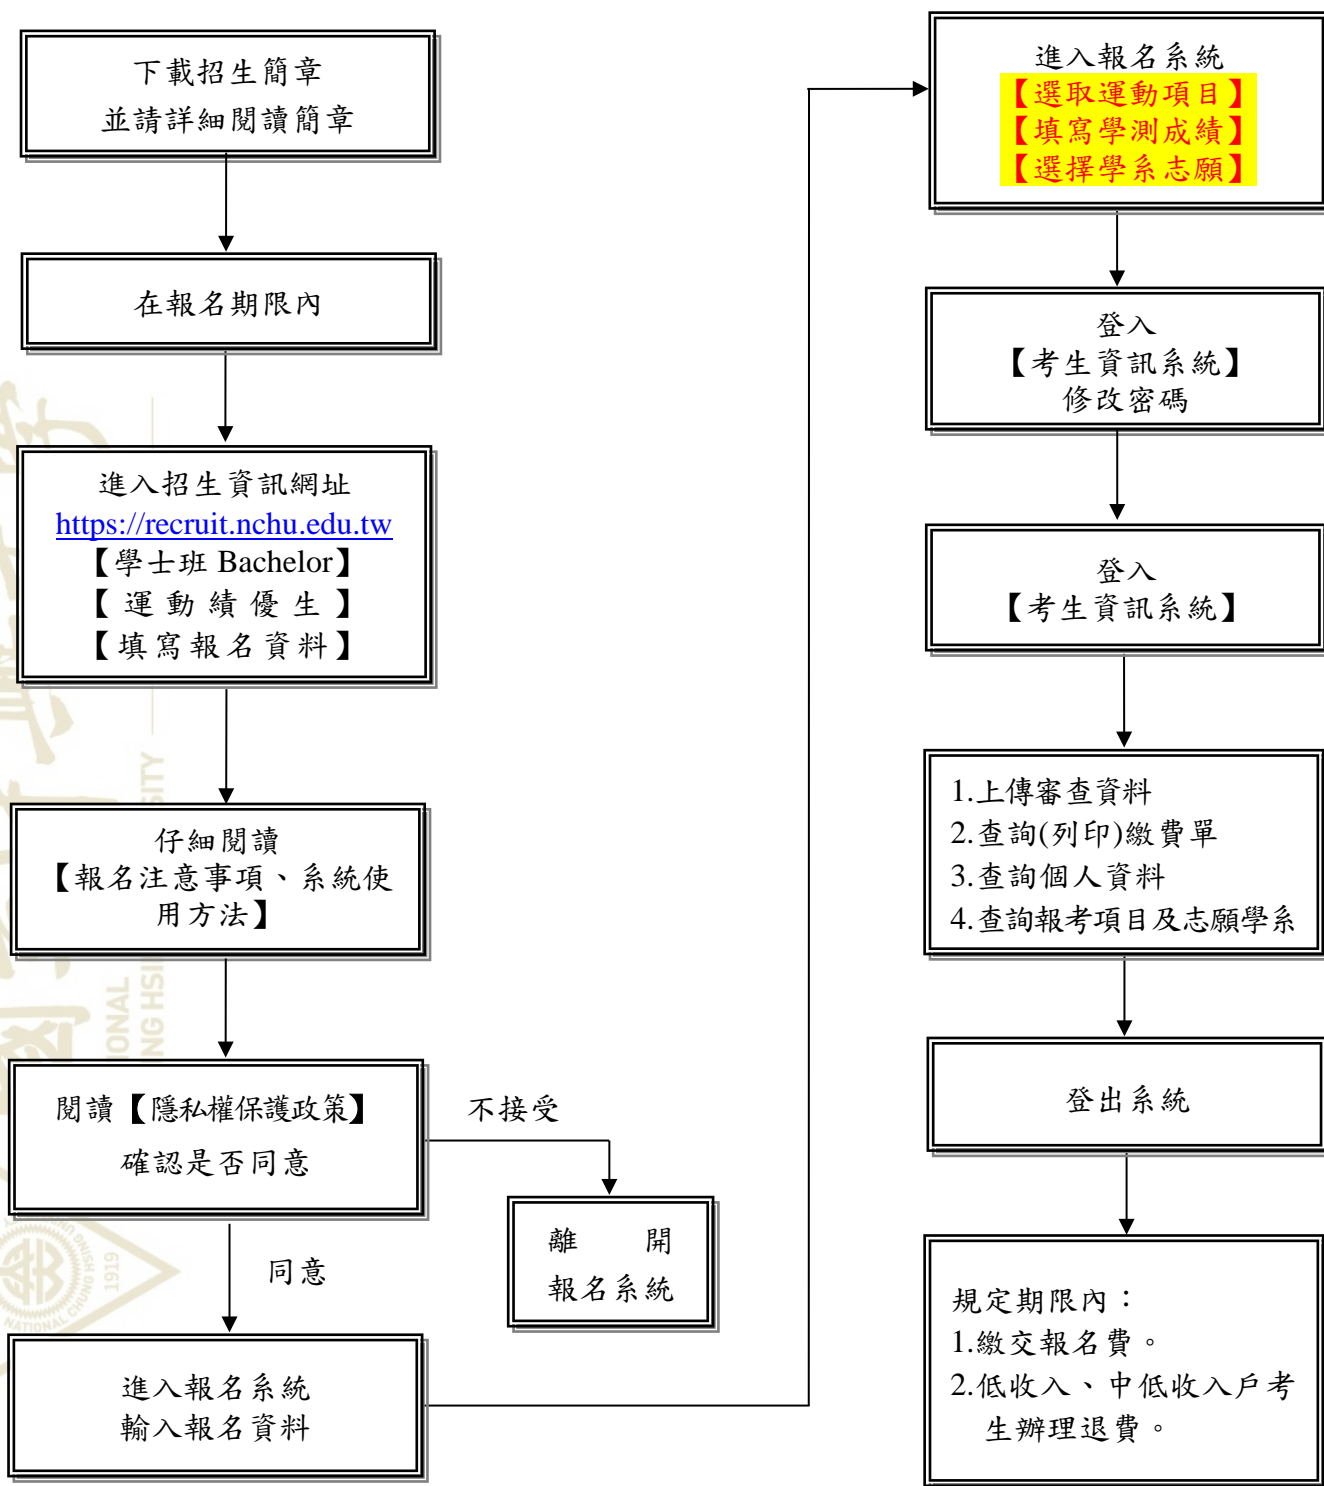 下載招生簡章
並請詳細閱讀簡章
在報名期限內
進入招生資訊網址
https://recruit.nchu.edu.tw
【學士班 Bachelor】
【運動績優生】
【填寫報名資料】
仔細閱讀
【報名注意事項、系統使
用方法】
閱讀【隱私權保護政策】
確認是否同意
不接受
離 開
報名系統
同意
進入報名系統
輸入報名資料
進入報名系統
【選取運動項目】
【填寫學測成績】
【選擇學系志願】
登入
【考生資訊系統】
修改密碼
登入
【考生資訊系統】
1.上傳審查資料
2.查詢(列印)繳費單
3.查詢個人資料
4.查詢報考項目及志願學系
登出系統
規定期限內：
1.繳交報名費。
2.低收入、中低收入戶考
生辦理退費。
NATIONAL
1919